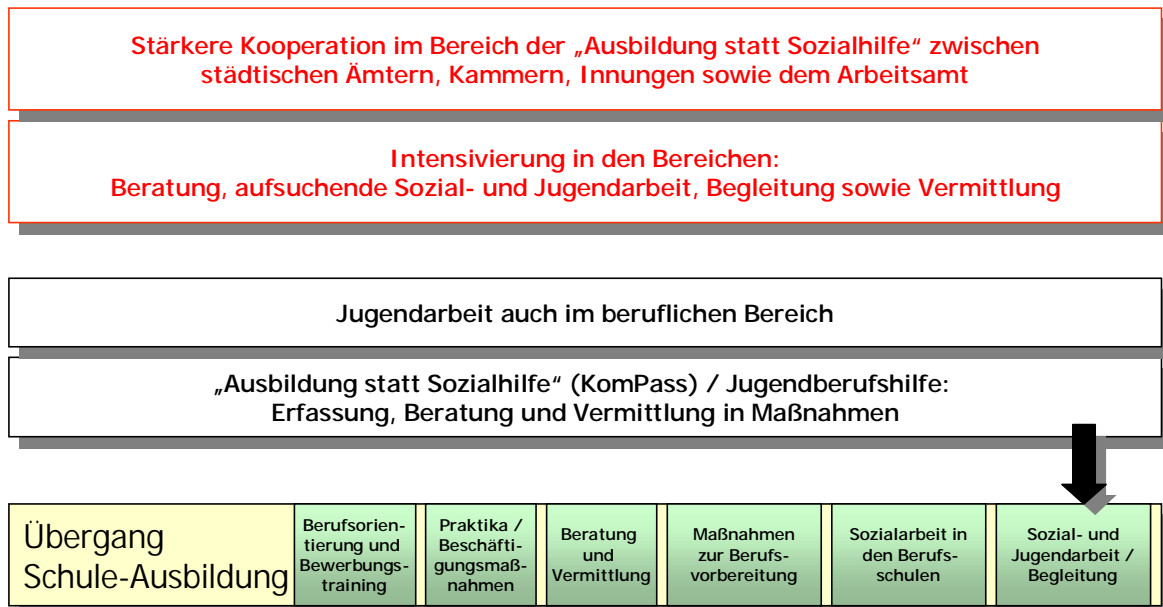 Stärkere Kooperation im Bereich der „Ausbildung statt Sozialhilfe“ zwischen
städtischen Ämtern, Kammern, Innungen sowie dem Arbeitsamt
Intensivierung in den Bereichen:
Beratung, aufsuchende Sozial- und Jugendarbeit, Begleitung sowie Vermittlung
Jugendarbeit auch im beruflichen Bereich
„Ausbildung statt Sozialhilfe“ (KomPass) / Jugendberufshilfe:
Erfassung, Beratung und Vermittlung in Maßnahmen
Übergang
Schule-Ausbildung
Berufsorien-
tierung und
Bewerbungs-
training
Praktika /
Beschäfti-
gungsmaß-
nahmen
Beratung
und
Vermittlung
Maßnahmen
zur Berufs-
vorbereitung
Sozialarbeit in
den Berufs-
schulen
Sozial- und
Jugendarbeit /
Begleitung